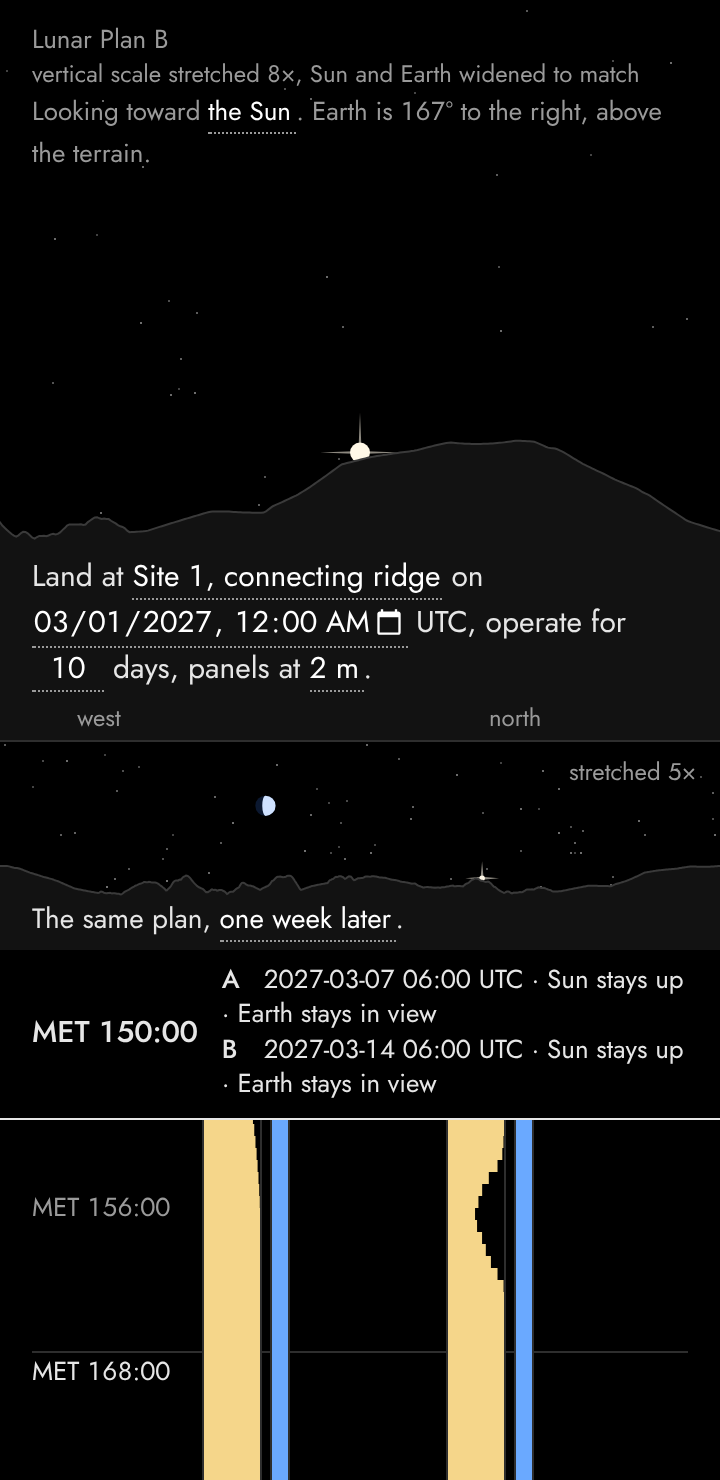 Lunar Plan B
vertical scale stretched 8×, Sun and Earth widened to match
Looking toward the Sun. Earth is 167° to the right, above
the terrain.
Land at Site 1, connecting ridge on
03/01/2027, 12:00 AM UTC, operate for
10 days, panels at 2 m.
west north
stretched 5×
The same plan, one week later.
MET 150:00
A 2027-03-07 06:00 UTC · Sun stays up
· Earth stays in view
B 2027-03-14 06:00 UTC · Sun stays up
· Earth stays in view
MET 156:00
MET 168:00